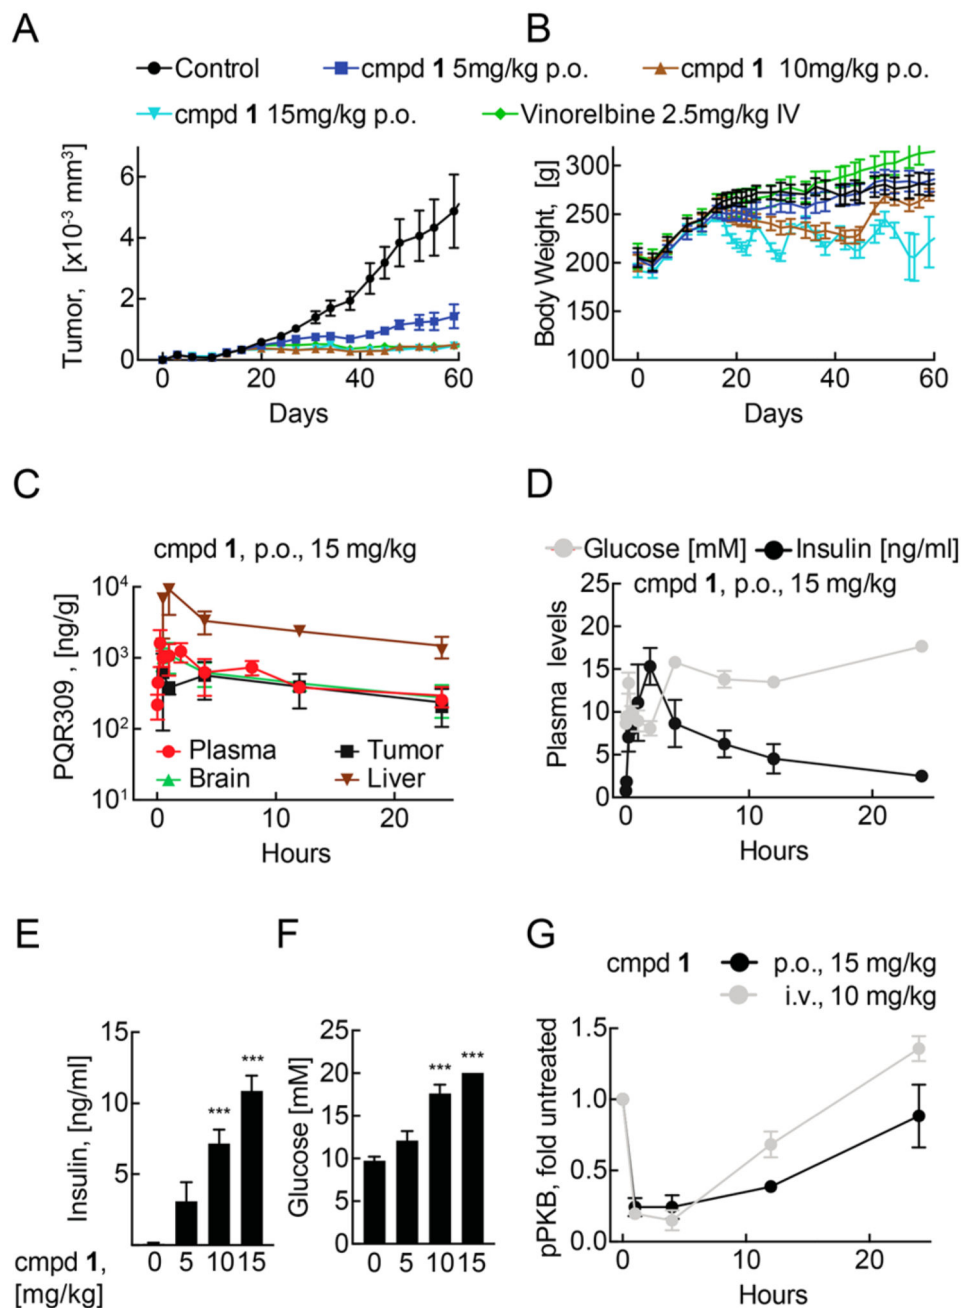 A
B
Control
cmpd 1 5mg/kg p.o.
cmpd 1 10mg/kg p.o.
cmpd 1 15mg/kg p.o.
Vinorelbine 2.5mg/kg IV
Tumor, [x10-3 mm3]
6
4
2
0
0 20 40 60
Days
Body Weight, [g]
300
250
200
150
100
0 20 40 60
Days
C
cmpd 1, p.o., 15 mg/kg
PQR309, [ng/g]
10⁴
10³
10²
10¹
Plasma
Tumor
Brain
Liver
0 10 20
Hours
D
Glucose [mM]
Insulin [ng/ml]
cmpd 1, p.o., 15 mg/kg
Plasma levels
25
20
15
10
5
0
0 10 20
Hours
E
Insulin, [ng/ml]
15
10
5
***
***
cmpd 1, 0 5 10 15
[mg/kg]
F
Glucose [mM]
25
20
15
10
5
0
***
***
0 5 10 15
G
cmpd 1
p.o., 15 mg/kg
i.v., 10 mg/kg
pPKB, fold untreated
1.5
1.0
0.5
0.0
0 10 20
Hours